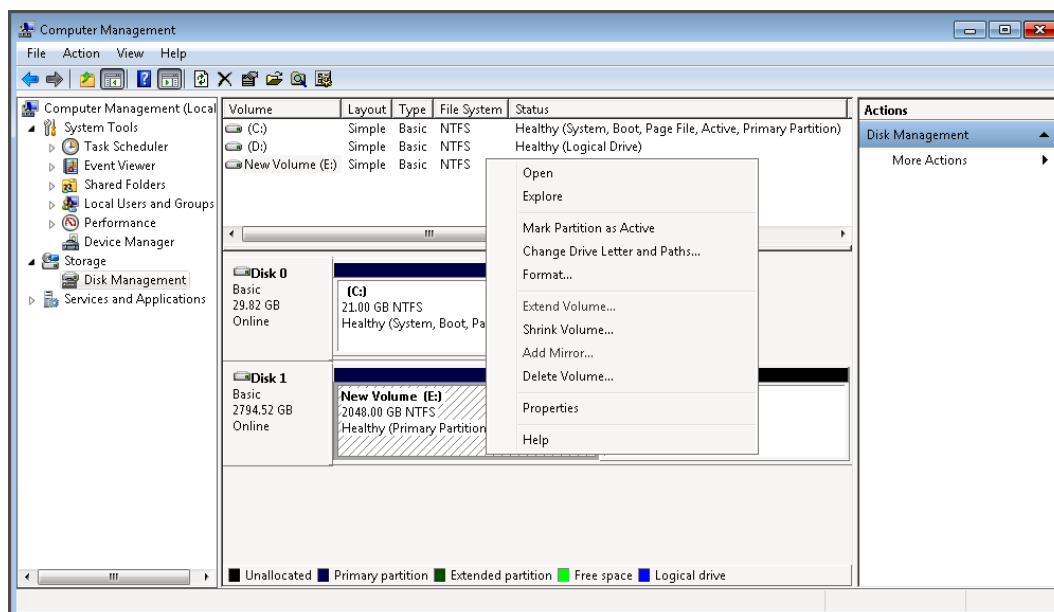 Computer Management
File Action View Help
Computer Management (Local
System Tools
Task Scheduler
Event Viewer
Shared Folders
Local Users and Groups
Performance
Device Manager
Storage
Disk Management
Services and Applications
Volume Layout Type File System Status
(C:) Simple Basic NTFS Healthy (System, Boot, Page File, Active, Primary Partition)
(D:) Simple Basic NTFS Healthy (Logical Drive)
New Volume (E:) Simple Basic NTFS
Open
Explore
Mark Partition as Active
Change Drive Letter and Paths...
Format...
Extend Volume...
Shrink Volume...
Add Mirror...
Delete Volume...
Properties
Help
Disk 0
Basic
29.82 GB
Online
(C:)
21.00 GB NTFS
Healthy (System, Boot, Pa
Disk 1
Basic
2794.52 GB
Online
New Volume (E:)
2048.00 GB NTFS
Healthy (Primary Partition
Unallocated Primary partition Extended partition Free space Logical drive
Actions
Disk Management
More Actions